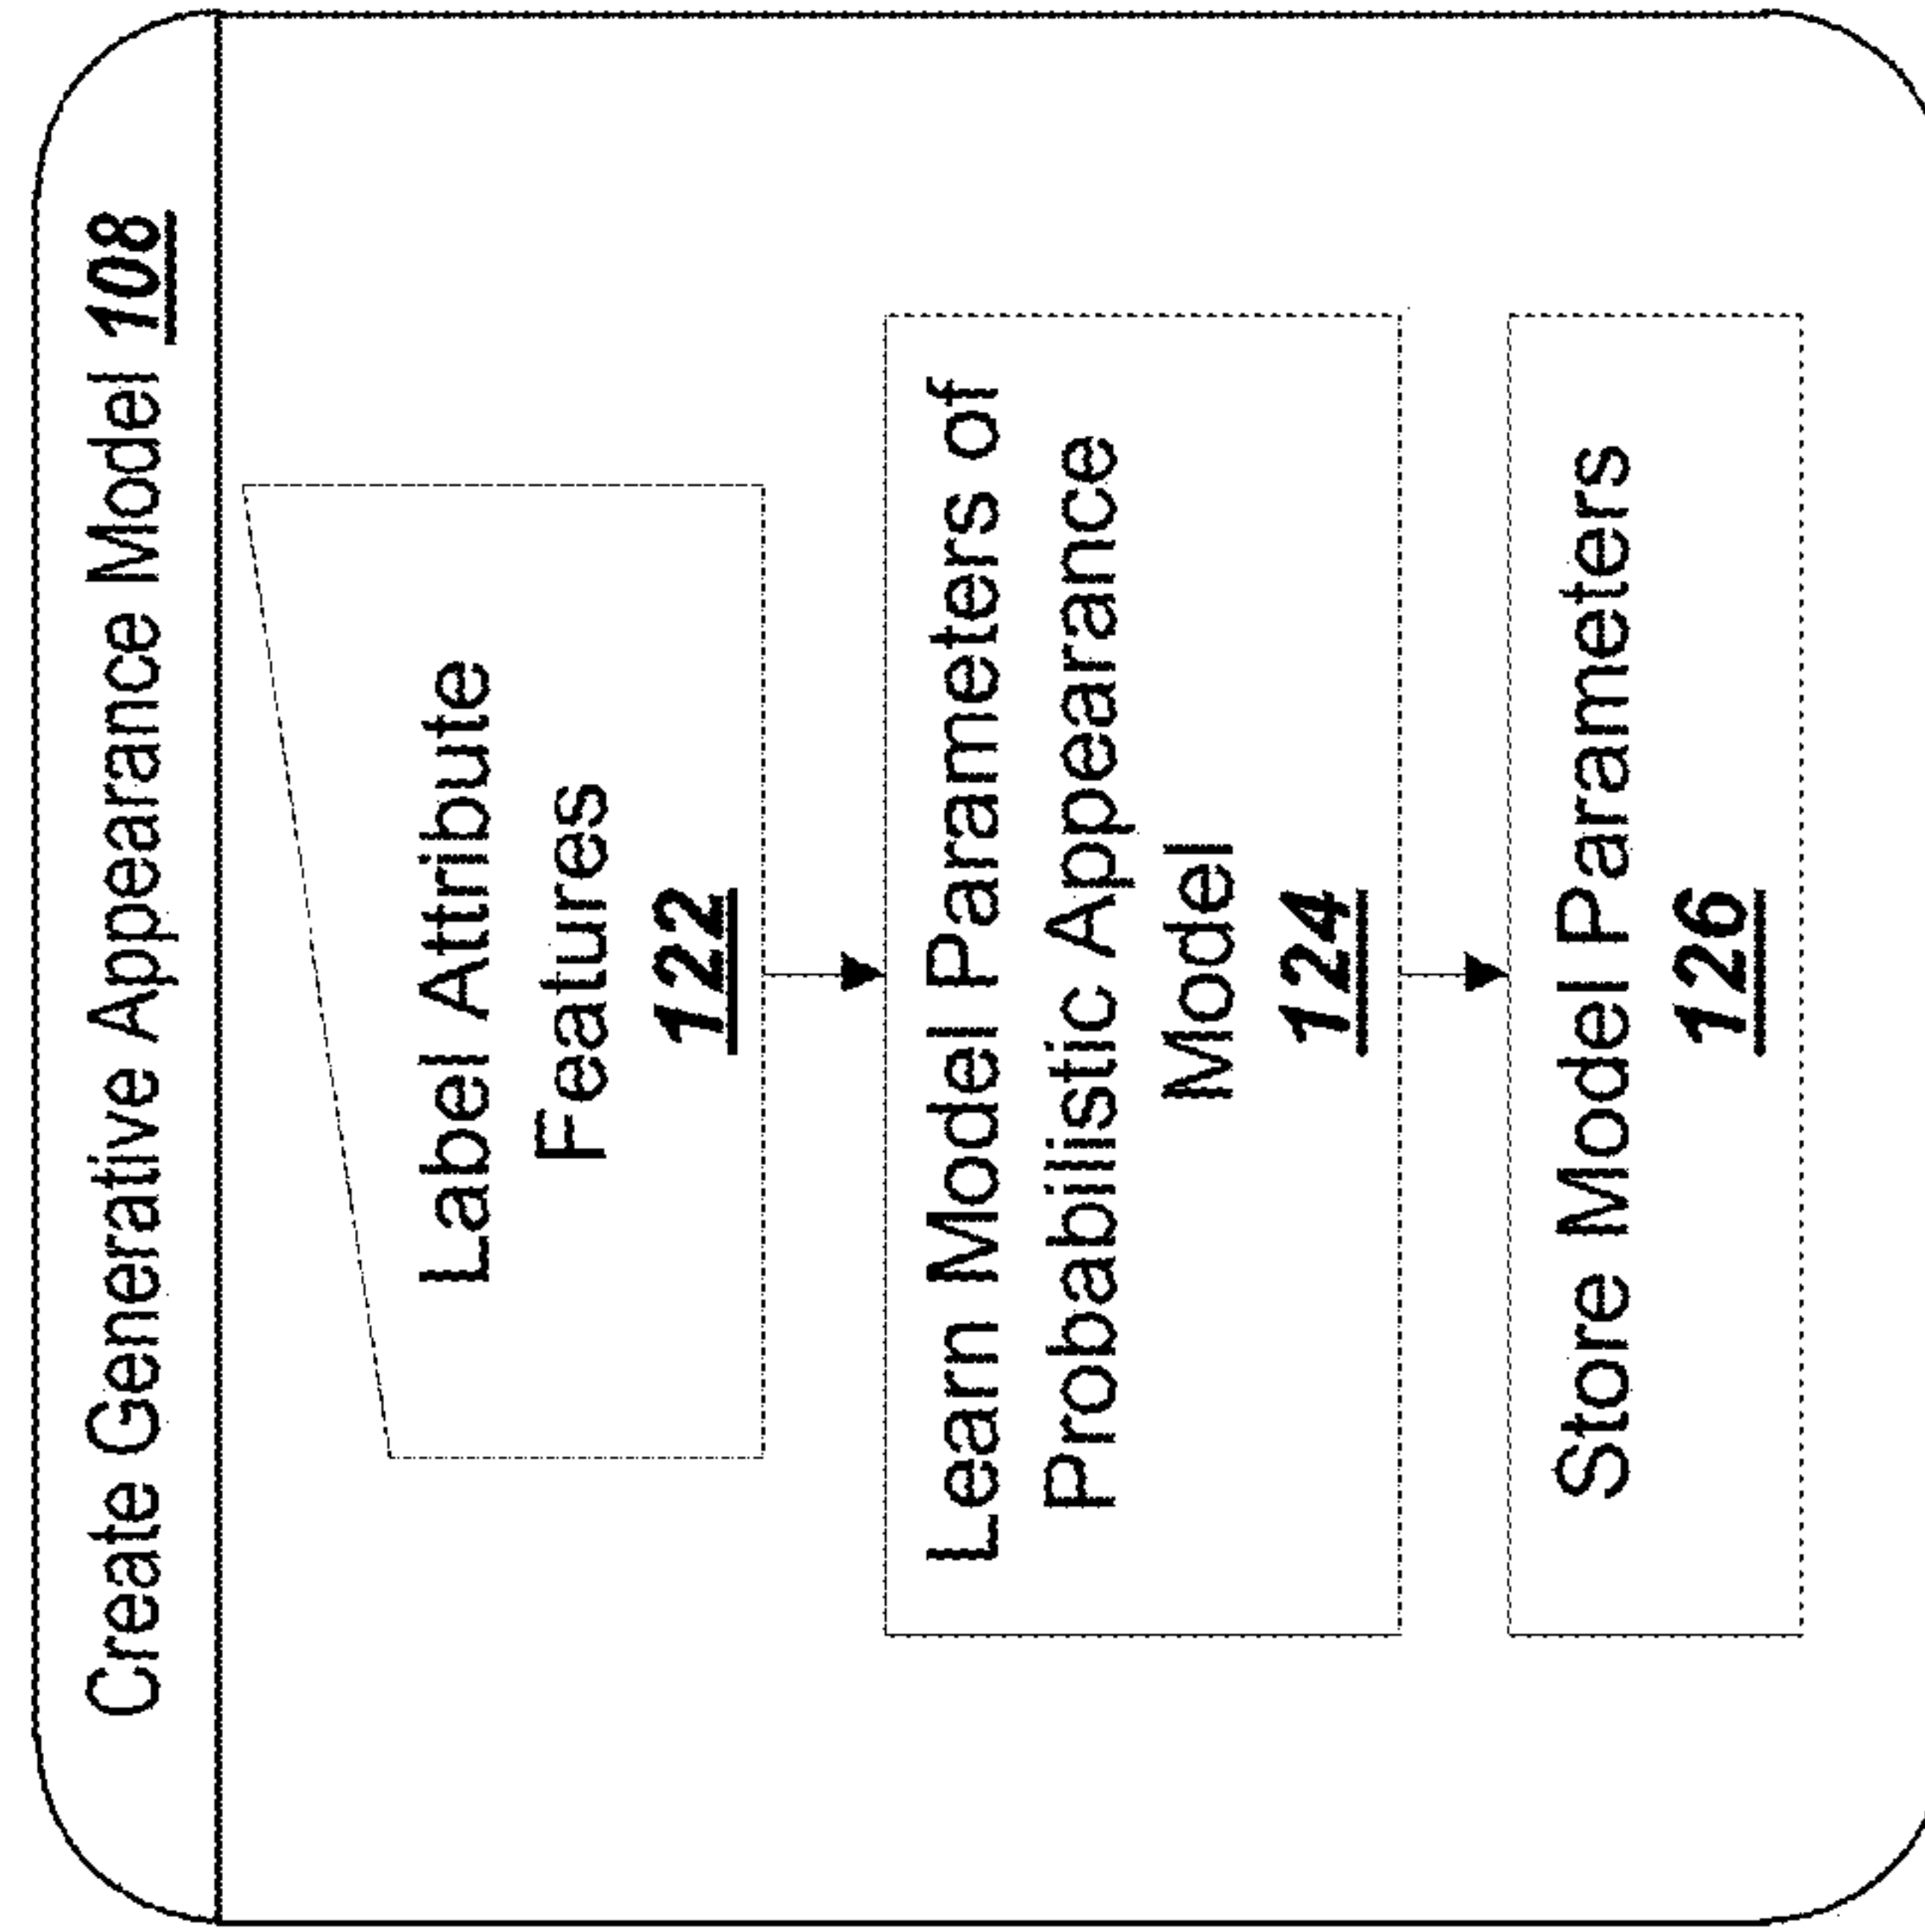 Create Generative Appearance Model 108
Label Attribute
Features
122
Learn Model Parameters of
Probabilistic Appearance
Model
124
Store Model Parameters
126